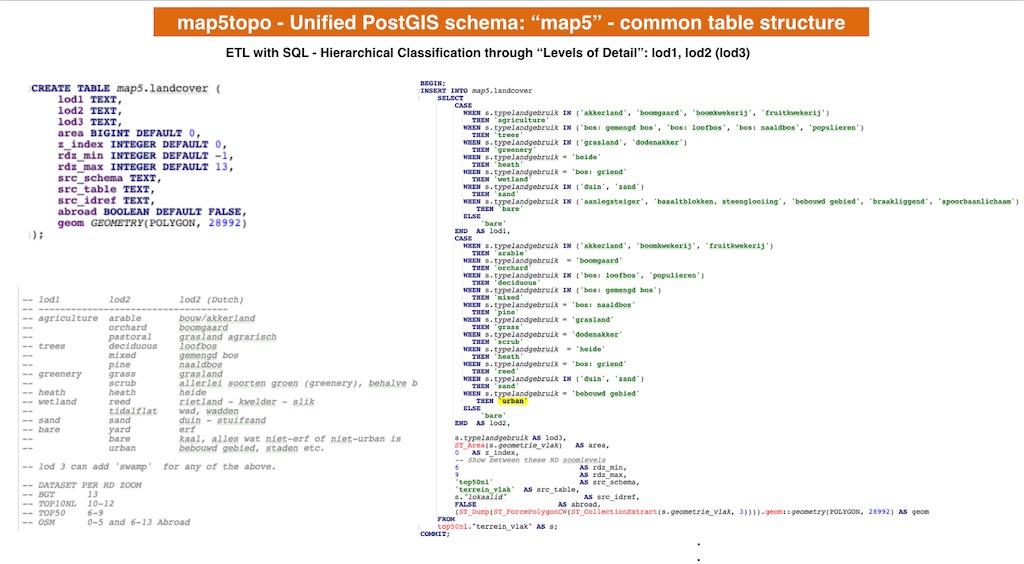 map5topo - Unified PostGIS schema: “map5” - common table structure
ETL with SQL - Hierarchical Classification through “Levels of Detail”: lod1, lod2 (lod3)
CREATE TABLE map5.landcover (
lod1 TEXT,
lod2 TEXT,
lod3 TEXT,
area BIGINT DEFAULT 0,
z_index INTEGER DEFAULT 0,
rdz_min INTEGER DEFAULT -1,
rdz_max INTEGER DEFAULT 13,
src_schema TEXT,
src_table TEXT,
src_idref TEXT,
abroad BOOLEAN DEFAULT FALSE,
geom GEOMETRY(POLYGON, 28992)
);
-- lod1 lod2 lod2 (Dutch)
-- ----------------------------------
-- agriculture arable bouw/akkerland
-- orchard boomgaard
-- pastoral grasland agrarisch
-- trees deciduous loofbos
-- mixed gemengd bos
-- pine naaldbos
-- greenery grass grasland
-- scrub allerlei soorten groen (greenery), behalve b
-- heath heath heide
-- wetland reed rietland - kwelder - slik
-- tidalflat wad, wadden
-- sand sand duin - stuifzand
-- bare yard erf
-- bare kaal, alles wat niet-erf of niet-urban is
-- urban bebouwd gebied, staden etc.
-- lod 3 can add 'swamp' for any of the above.
-- DATASET PER RD ZOOM
-- BGT 13
-- TOP10NL 10-12
-- TOP50 6-9
-- OSM 0-5 and 6-13 Abroad
BEGIN;
INSERT INTO map5.landcover
SELECT
CASE
WHEN s.typelandgebruik IN ('akkerland', 'boomgaard', 'boomkwekerij', 'fruitkwekerij')
THEN 'agriculture'
WHEN s.typelandgebruik IN ('bos: gemengd bos', 'bos: loofbos', 'bos: naaldbos', 'populieren')
THEN 'trees'
WHEN s.typelandgebruik IN ('grasland', 'dodenakker')
THEN 'greenery'
WHEN s.typelandgebruik = 'heide'
THEN 'heath'
WHEN s.typelandgebruik = 'bos: griend'
THEN 'wetland'
WHEN s.typelandgebruik IN ('duin', 'zand')
THEN 'sand'
WHEN s.typelandgebruik IN ('aanlegsteiger', 'basaltblokken, steenglooiing', 'bebouwd gebied', 'braakliggend', 'spoorbaanlichaam')
THEN 'bare'
ELSE
'bare'
END AS lod1,
CASE
WHEN s.typelandgebruik IN ('akkerland', 'boomkwekerij', 'fruitkwekerij')
THEN 'arable'
WHEN s.typelandgebruik = 'boomgaard'
THEN 'orchard'
WHEN s.typelandgebruik IN ('bos: loofbos', 'populieren')
THEN 'deciduous'
WHEN s.typelandgebruik IN ('bos: gemengd bos')
THEN 'mixed'
WHEN s.typelandgebruik = 'bos: naaldbos'
THEN 'pine'
WHEN s.typelandgebruik = 'grasland'
THEN 'grass'
WHEN s.typelandgebruik = 'dodenakker'
THEN 'scrub'
WHEN s.typelandgebruik = 'heide'
THEN 'heath'
WHEN s.typelandgebruik = 'bos: griend'
THEN 'reed'
WHEN s.typelandgebruik IN ('duin', 'zand')
THEN 'sand'
WHEN s.typelandgebruik = 'bebouwd gebied'
THEN 'urban'
ELSE
'bare'
END AS lod2,
s.typelandgebruik AS lod3,
ST_Area(s.geometrie_vlak) AS area,
0 AS z_index,
-- Show between these RD zoomlevels
6 AS rdz_min,
9 AS rdz_max,
'top50nl' AS src_schema,
'terrein_vlak' AS src_table,
s."lokaalid" AS src_idref,
FALSE AS abroad,
(ST_Dump(ST_ForcePolygonCW(ST_CollectionExtract(s.geometrie_vlak, 3)))).geom::geometry(POLYGON, 28992) AS geom
FROM
top50nl."terrein_vlak" AS s;
COMMIT;
.
.